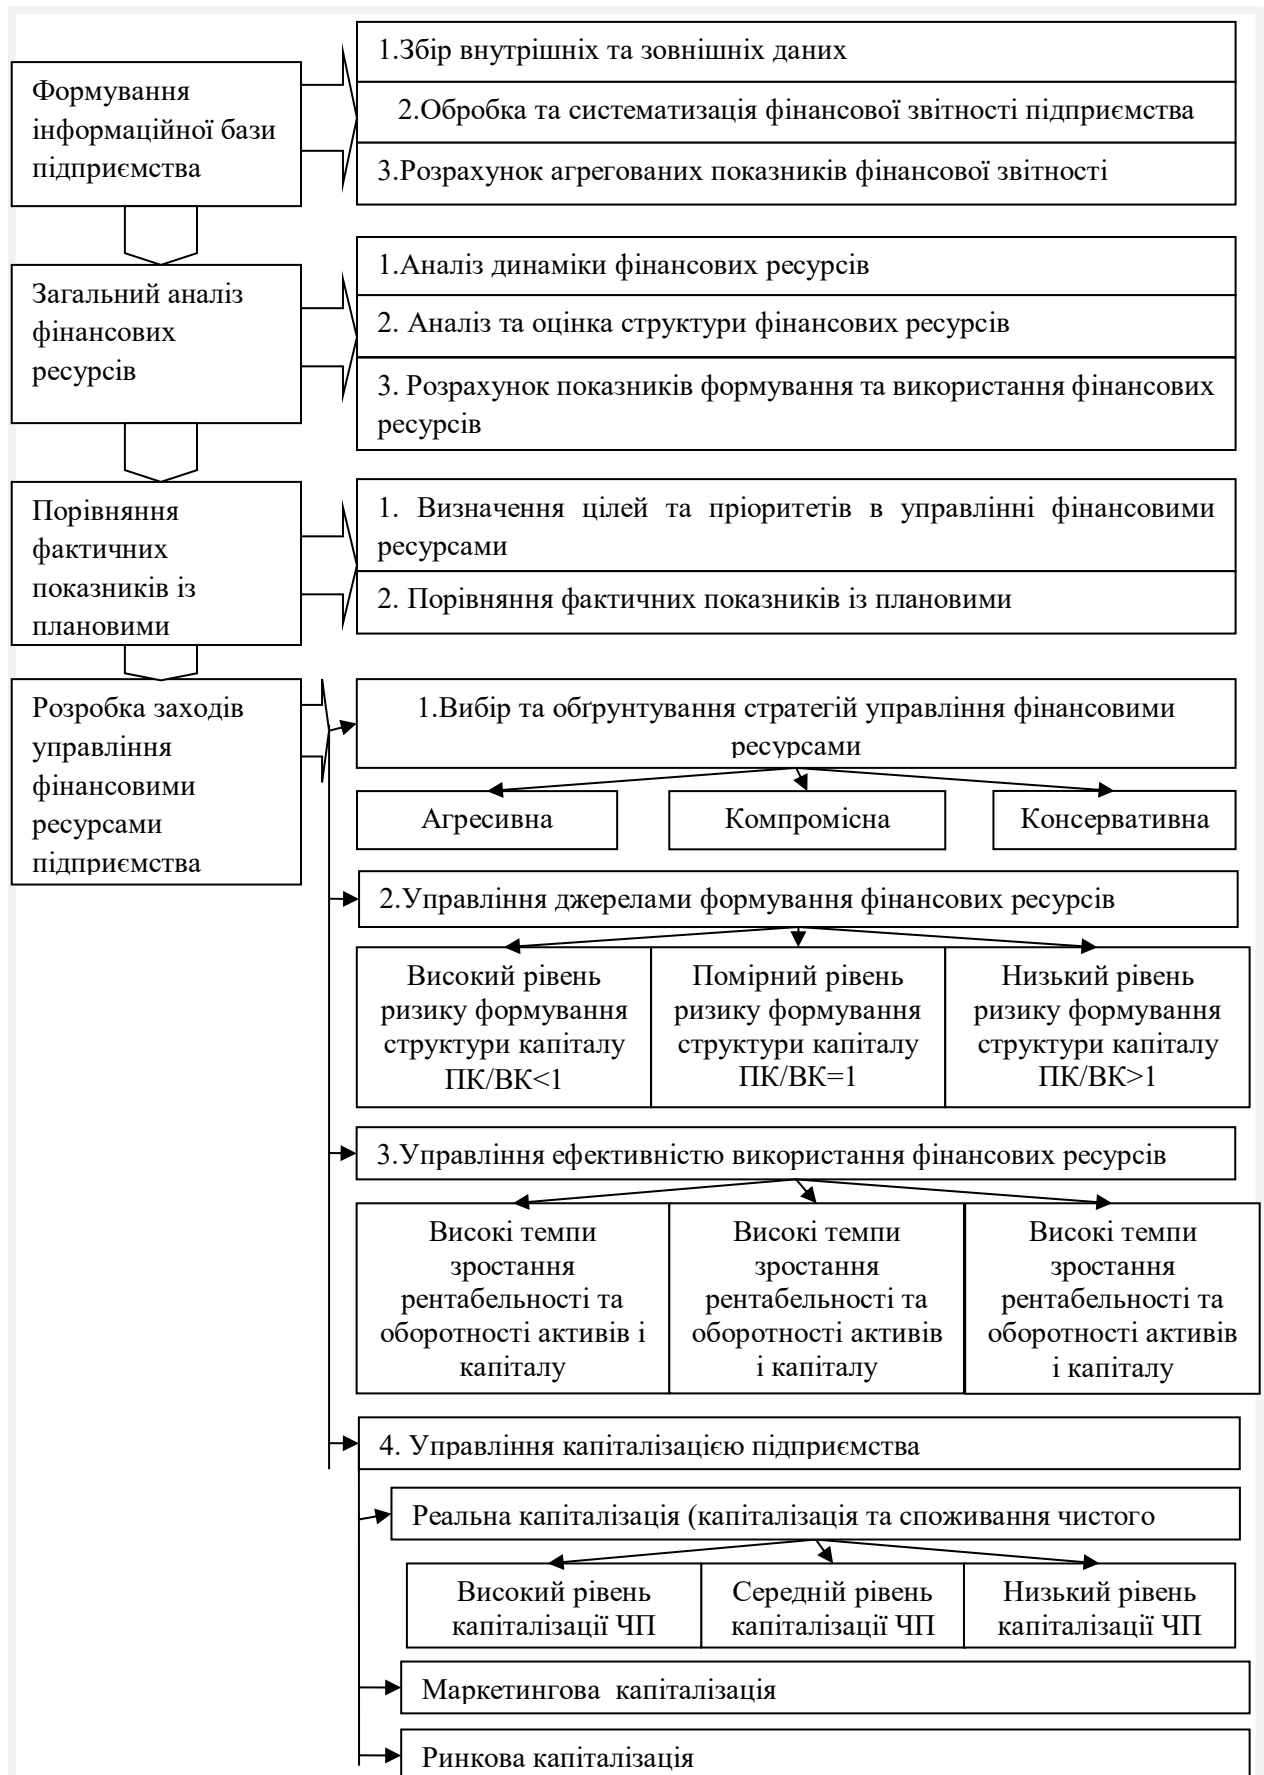 Формування
інформаційної бази
підприємства
1.Збір внутрішніх та зовнішніх даних
2.Обробка та систематизація фінансової звітності підприємства
3.Розрахунок агрегованих показників фінансової звітності
Загальний аналіз
фінансових
ресурсів
1.Аналіз динаміки фінансових ресурсів
2. Аналіз та оцінка структури фінансових ресурсів
3. Розрахунок показників формування та використання фінансових
ресурсів
Порівняння
фактичних
показників із
плановими
1. Визначення цілей та пріоритетів в управлінні фінансовими
ресурсами
2. Порівняння фактичних показників із плановими
Розробка заходів
управління
фінансовими
ресурсами
підприємства
1.Вибір та обґрунтування стратегій управління фінансовими
ресурсами
Агресивна
Компромісна
Консервативна
2.Управління джерелами формування фінансових ресурсів
Високий рівень
ризику формування
структури капіталу
ПК/ВК<1
Помірний рівень
ризику формування
структури капіталу
ПК/ВК=1
Низький рівень
ризику формування
структури капіталу
ПК/ВК>1
3.Управління ефективністю використання фінансових ресурсів
Високі темпи
зростання
рентабельності та
оборотності активів і
капіталу
Високі темпи
зростання
рентабельності та
оборотності активів
і капіталу
Високі темпи
зростання
рентабельності та
оборотності активів
і капіталу
4. Управління капіталізацією підприємства
Реальна капіталізація (капіталізація та споживання чистого
Високий рівень
капіталізації ЧП
Середній рівень
капіталізації ЧП
Низький рівень
капіталізації ЧП
Маркетингова капіталізація
Ринкова капіталізація